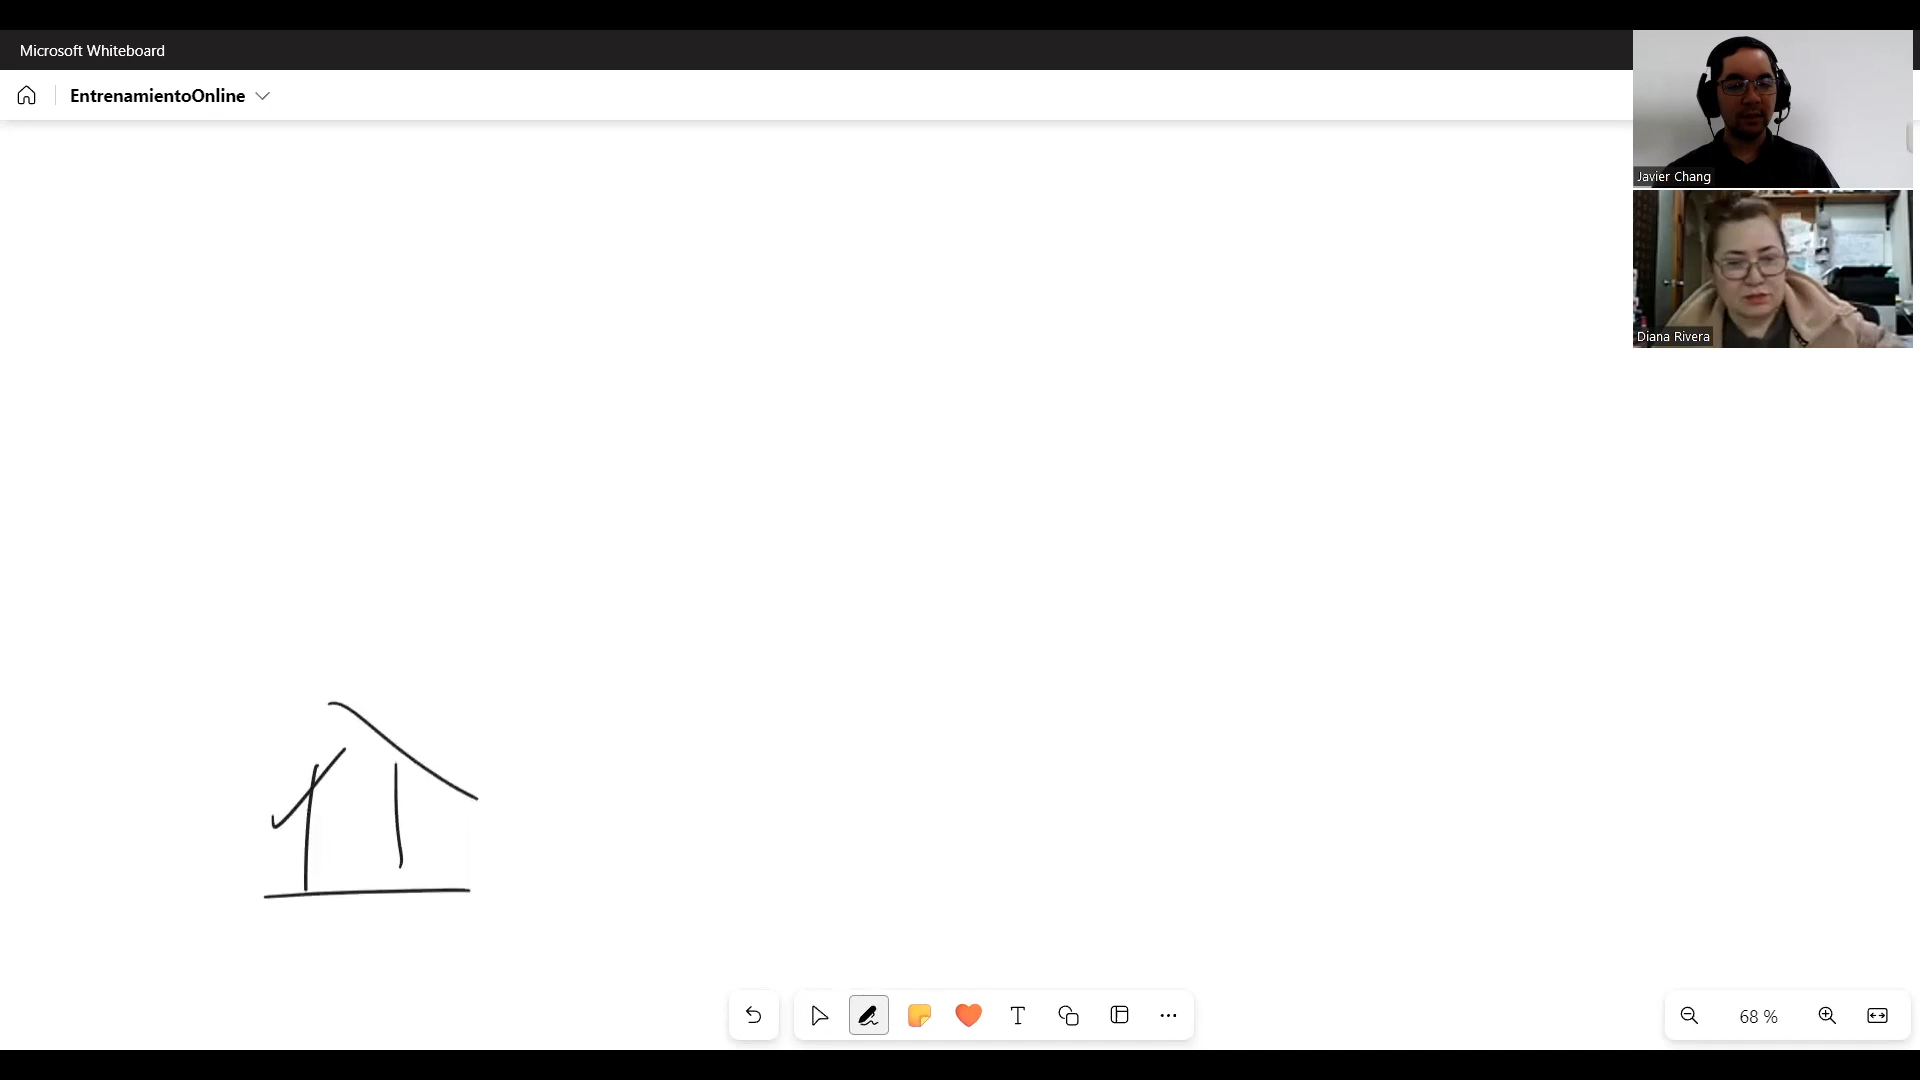 Microsoft Whiteboard
EntrenamientoOnline
Javier Chang
Diana Rivera
68 %